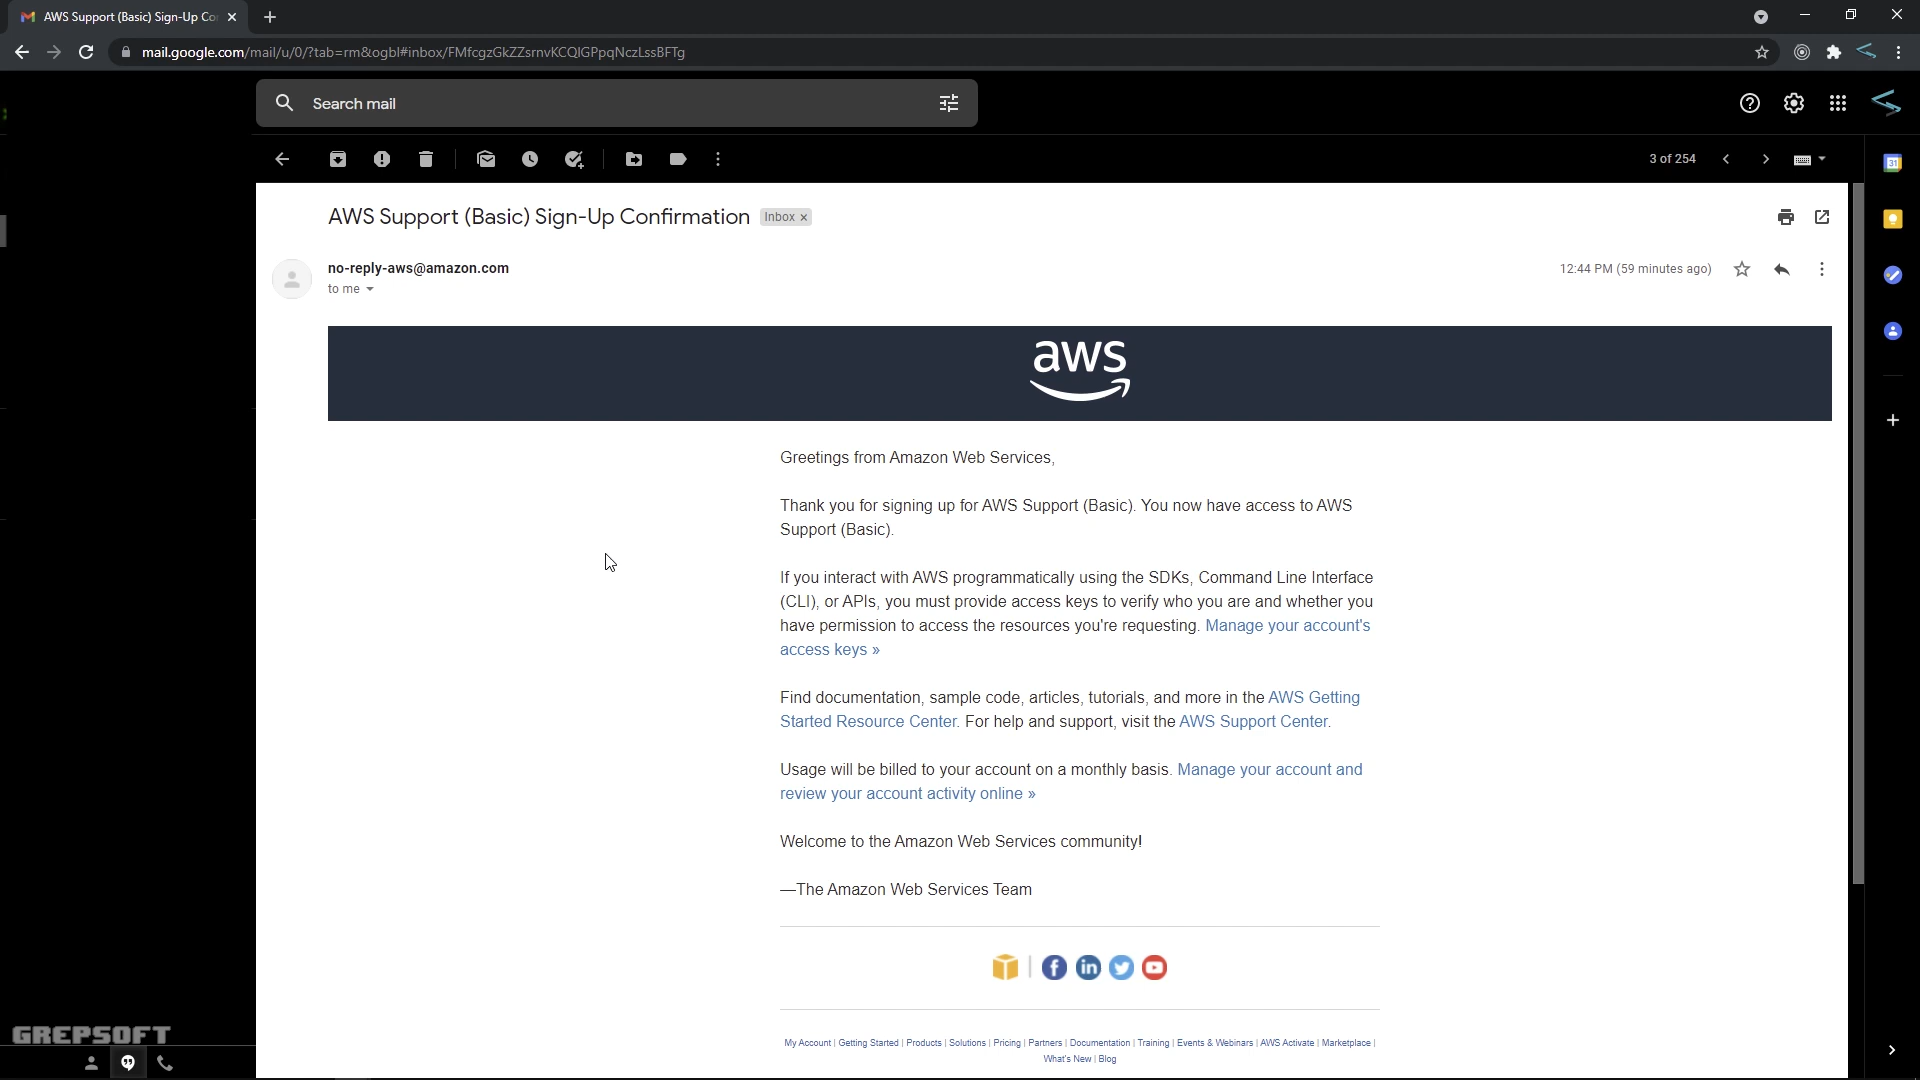 AWS Support (Basic) Sign-Up Co
mail.google.com/mail/u/0/?tab=rm&ogbl#inbox/FMfcgzGkZZsrnvKCQlGPpqNczLssBFTg
Search mail
3 of 254
31
AWS Support (Basic) Sign-Up Confirmation Inbox x
no-reply-aws@amazon.com
12:44 PM (59 minutes ago)
to me
aws
Greetings from Amazon Web Services,
Thank you for signing up for AWS Support (Basic). You now have access to AWS
Support (Basic).
If you interact with AWS programmatically using the SDKs, Command Line Interface
(CLI), or APIs, you must provide access keys to verify who you are and whether you
have permission to access the resources you're requesting. Manage your account's
access keys »
Find documentation, sample code, articles, tutorials, and more in the AWS Getting
Started Resource Center. For help and support, visit the AWS Support Center.
Usage will be billed to your account on a monthly basis. Manage your account and
review your account activity online »
Welcome to the Amazon Web Services community!
—The Amazon Web Services Team
My Account | Getting Started | Products | Solutions | Pricing | Partners | Documentation | Training | Events & Webinars | AWS Activate | Marketplace |
What's New | Blog
GREPSOFT